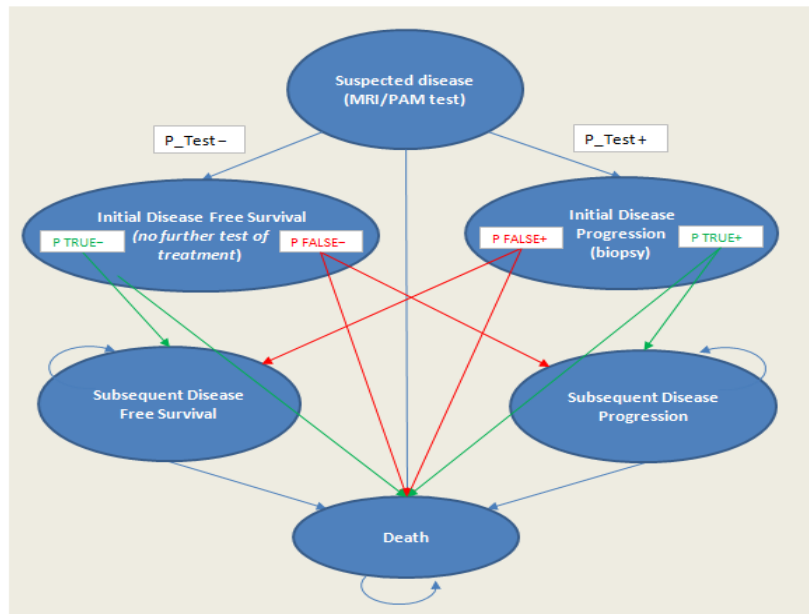 Suspected disease
(MRI/PAM test)
P_Test−
P_Test+
Initial Disease Free Survival
(no further test of
treatment)
P TRUE−
P FALSE−
Initial Disease
Progression
(biopsy)
P FALSE+
P TRUE+
Subsequent Disease
Free Survival
Subsequent Disease
Progression
Death